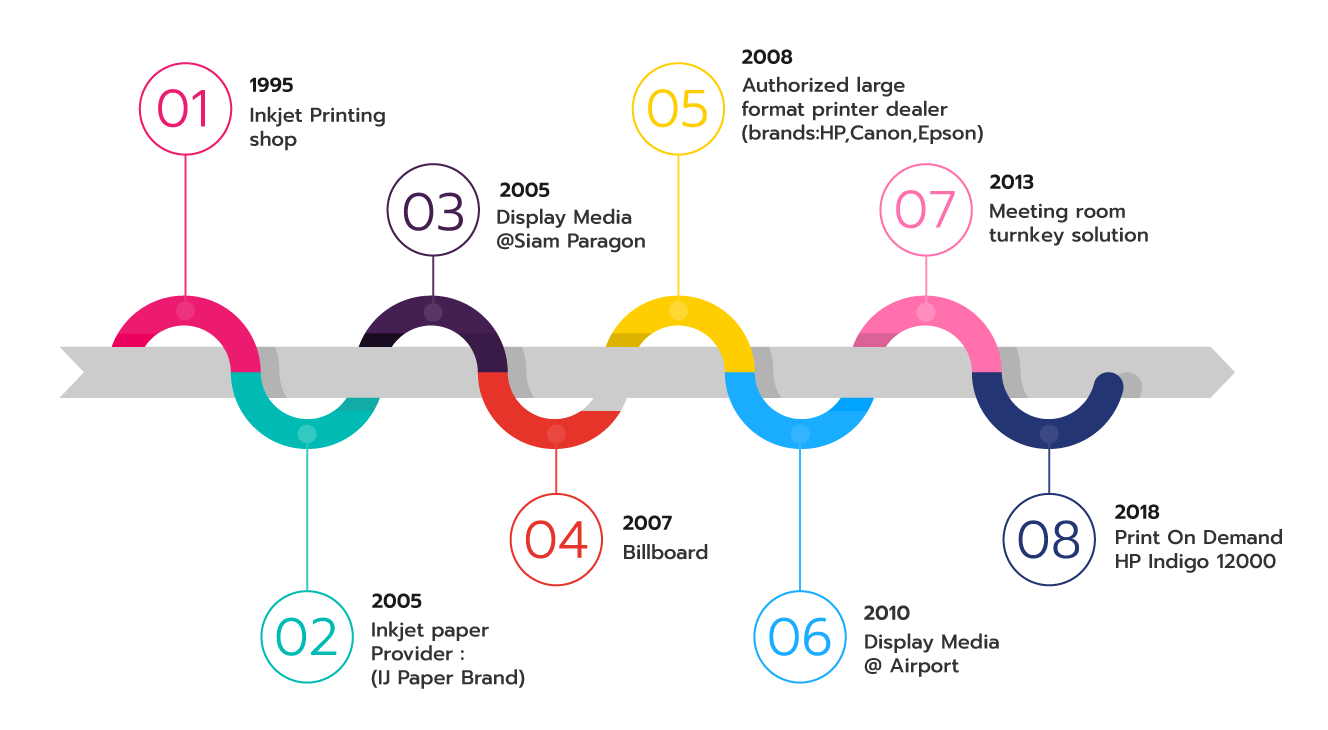 01
1995
Inkjet Printing
shop
02
2005
Inkjet paper
Provider :
(IJ Paper Brand)
03
2005
Display Media
@Siam Paragon
04
2007
Billboard
05
2008
Authorized large
format printer dealer
(brands:HP,Canon,Epson)
06
2010
Display Media
@ Airport
07
2013
Meeting room
turnkey solution
08
2018
Print On Demand
HP Indigo 12000